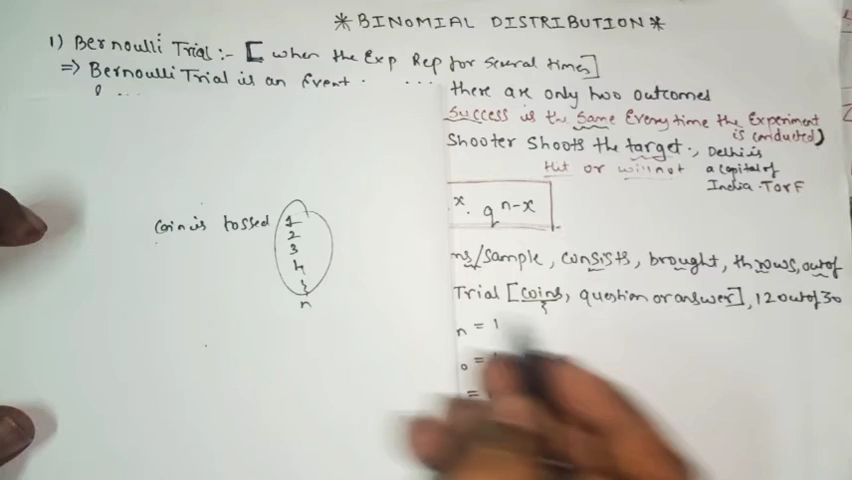 *BINOMIAL DISTRIBUTION*
1) Bernoulli Trial :- [ when the Exp Rep for several times]
=> Bernoulli Trial is an Event
there are only two outcomes
Success is the same Every time the Experiment
is conducted)
Shooter Shoots the target ., Delhi is
Hit or will not a capital of
India. T or F
x. q n-x
Coin is tossed 1
2
3
4
n
ns/Sample, consists, brought, throws, out of
Trial [coins, question or answer], 12 out of 30
n = 1
0 =
=